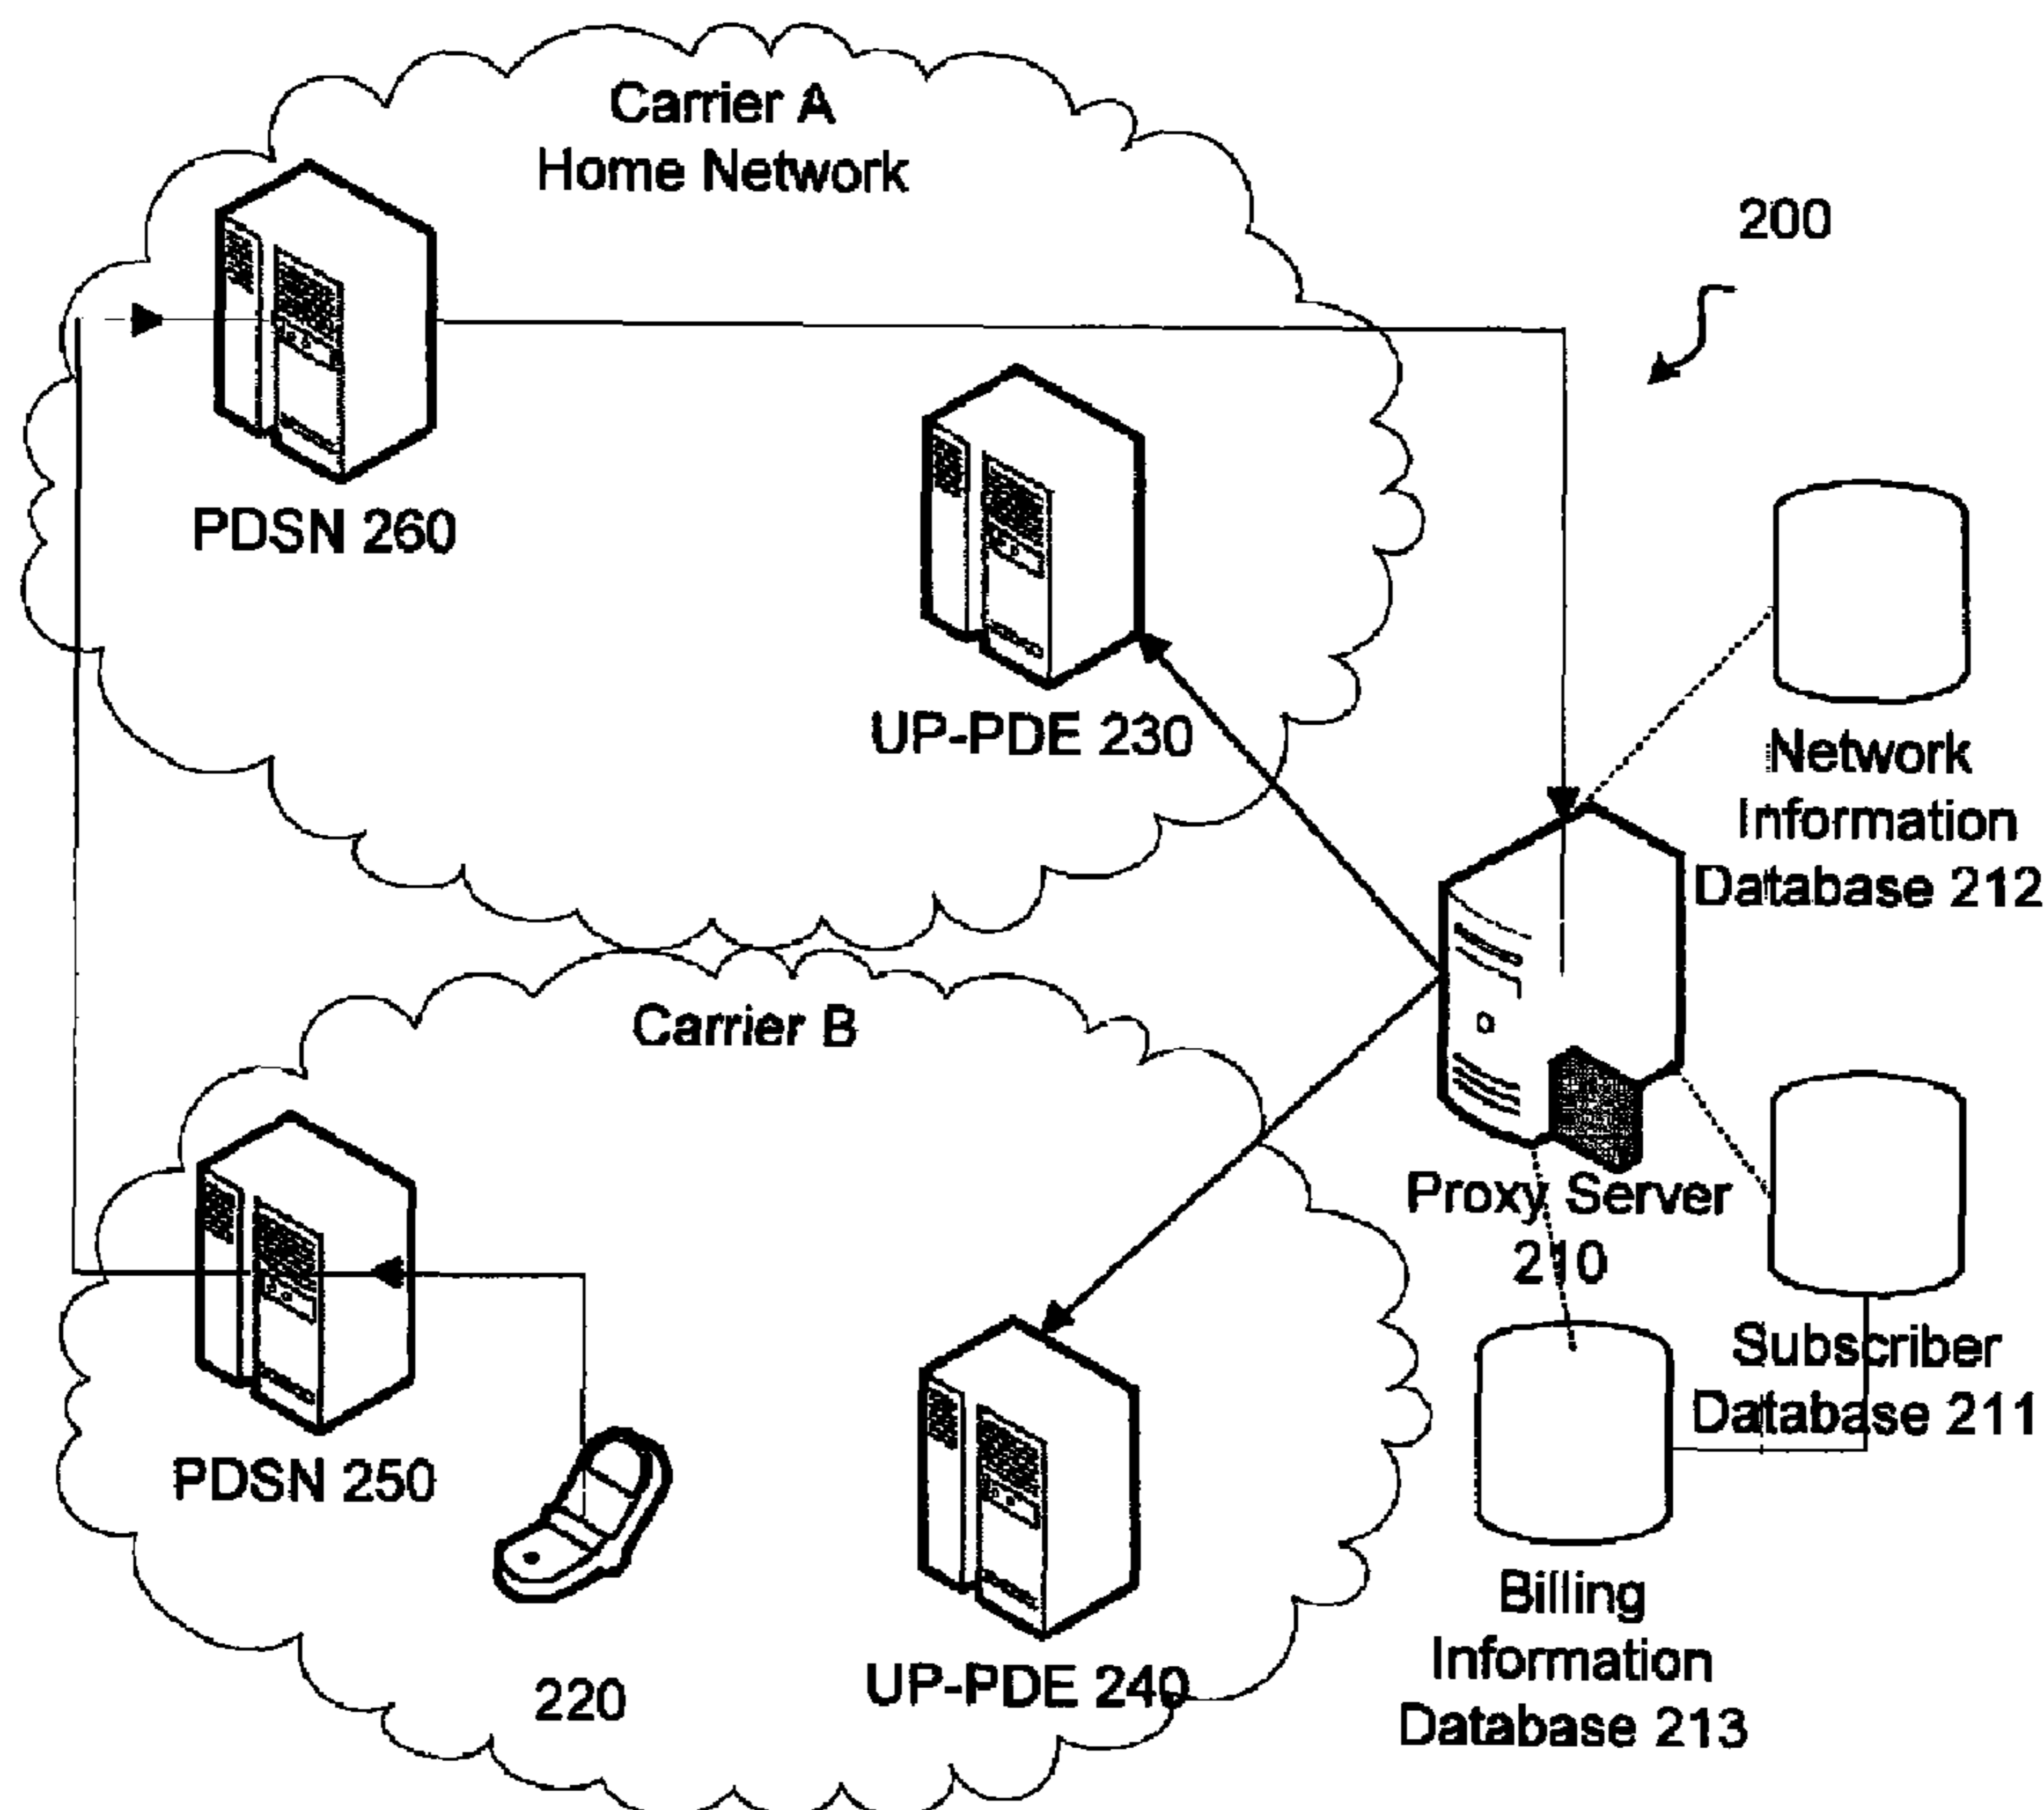 Carrier A
Home Network
200
PDSN 260
UP-PDE 230
Network
Information
Database 212
Carrier B
Proxy Server
210
Subscriber
Database 211
PDSN 250
220
UP-PDE 240
Billing
Information
Database 213